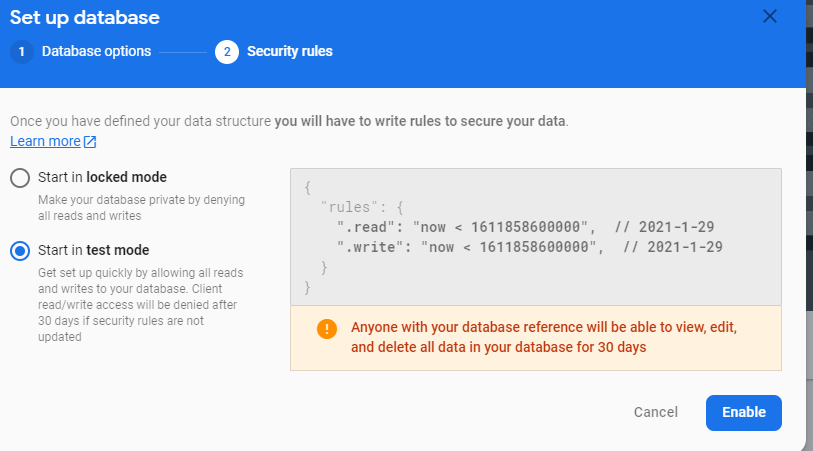 Set up database
1 Database options
2 Security rules
Once you have defined your data structure you will have to write rules to secure your data.
Learn more
Start in locked mode
Make your database private by denying
all reads and writes
Start in test mode
Get set up quickly by allowing all reads
and writes to your database. Client
read/write access will be denied after
30 days if security rules are not
updated
{
"rules": {
".read": "now < 1611858600000",  // 2021-1-29
".write": "now < 1611858600000",  // 2021-1-29
}
}
! Anyone with your database reference will be able to view, edit,
and delete all data in your database for 30 days
Cancel
Enable